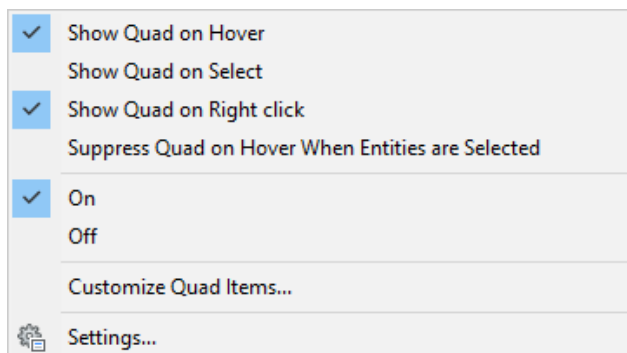 Show Quad on Hover
Show Quad on Select
Show Quad on Right click
Suppress Quad on Hover When Entities are Selected
On
Off
Customize Quad Items...
Settings...